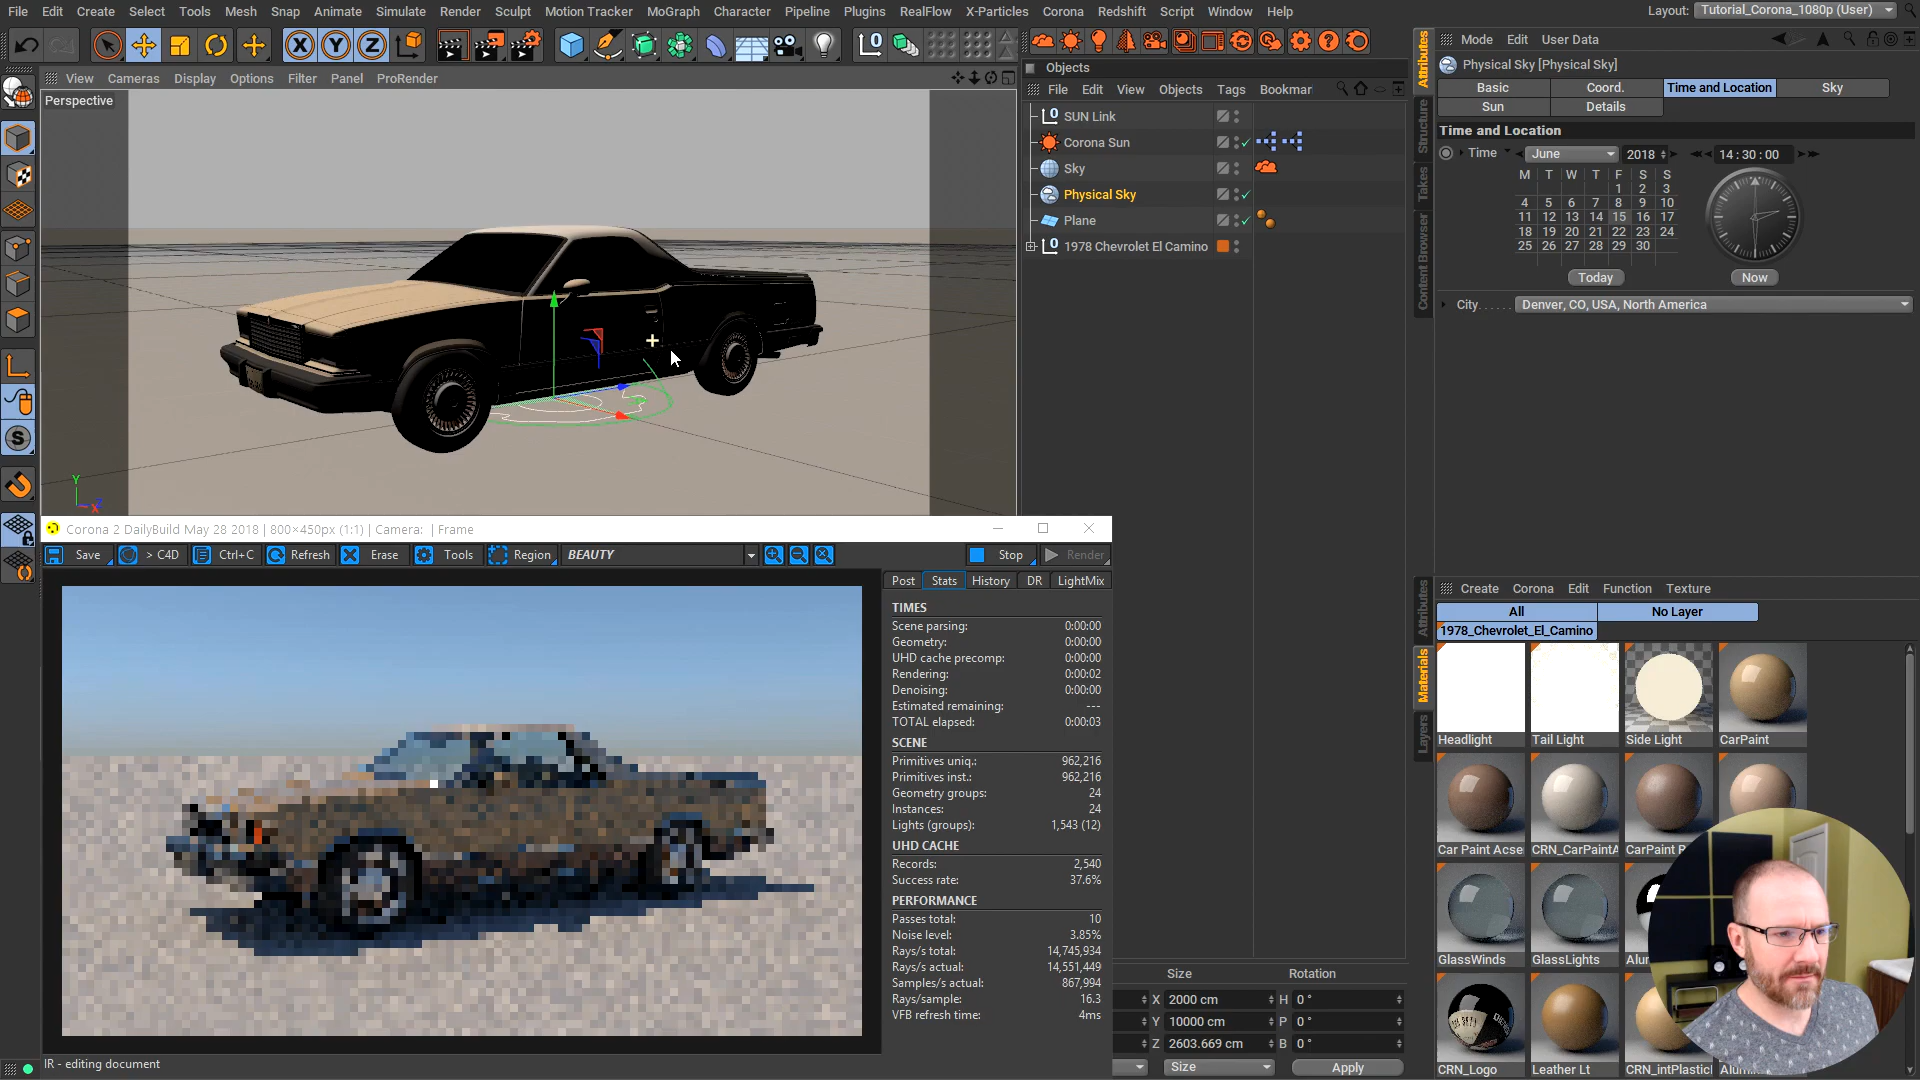 File Edit Create Select Tools Mesh Snap Animate Simulate Render Sculpt Motion Tracker MoGraph Character Pipeline Plugins RealFlow X-Particles Corona Redshift Script Window Help
Layout: Tutorial_Corona_1080p (User)
View Cameras Display Options Filter Panel ProRender
Perspective
Objects
File Edit View Objects Tags Bookmar
SUN Link
Corona Sun
Sky
Physical Sky
Plane
1978 Chevrolet El Camino
Attributes
Structure
Takes
Content Browser
Mode Edit User Data
Physical Sky [Physical Sky]
Basic Coord. Time and Location Sky
Sun Details
Time and Location
Time June 2018 14 : 30 : 00
M T W T F S S
1 2 3
4 5 6 7 8 9 10
11 12 13 14 15 16 17
18 19 20 21 22 23 24
25 26 27 28 29 30
Today Now
City...... Denver, CO, USA, North America
Corona 2 DailyBuild May 28 2018 | 800×450px (1:1) | Camera: | Frame
Save > C4D Ctrl+C Refresh Erase Tools Region BEAUTY Stop Render
Post Stats History DR LightMix
TIMES
Scene parsing: 0:00:00
Geometry: 0:00:00
UHD cache precomp: 0:00:00
Rendering: 0:00:02
Denoising: 0:00:00
Estimated remaining: ---
TOTAL elapsed: 0:00:03
SCENE
Primitives uniq.: 962,216
Primitives inst.: 962,216
Geometry groups: 24
Instances: 24
Lights (groups): 1,543 (12)
UHD CACHE
Records: 2,540
Success rate: 37.6%
PERFORMANCE
Passes total: 10
Noise level: 3.85%
Rays/s total: 14,745,934
Rays/s actual: 14,551,449
Samples/s actual: 867,994
Rays/sample: 16.3
VFB refresh time: 4ms
Size Rotation
X 2000 cm H 0 °
Y 10000 cm P 0 °
Z 2603.669 cm B 0 °
Size Apply
IR - editing document
Attributes
Materials
Layers
Create Corona Edit Function Texture
All No Layer
1978_Chevrolet_El_Camino
Headlight Tail Light Side Light CarPaint
Car Paint Acse CRN_CarPaintA CarPaint
GlassWinds GlassLights
CRN_Logo Leather Lt CRN_intPlastic